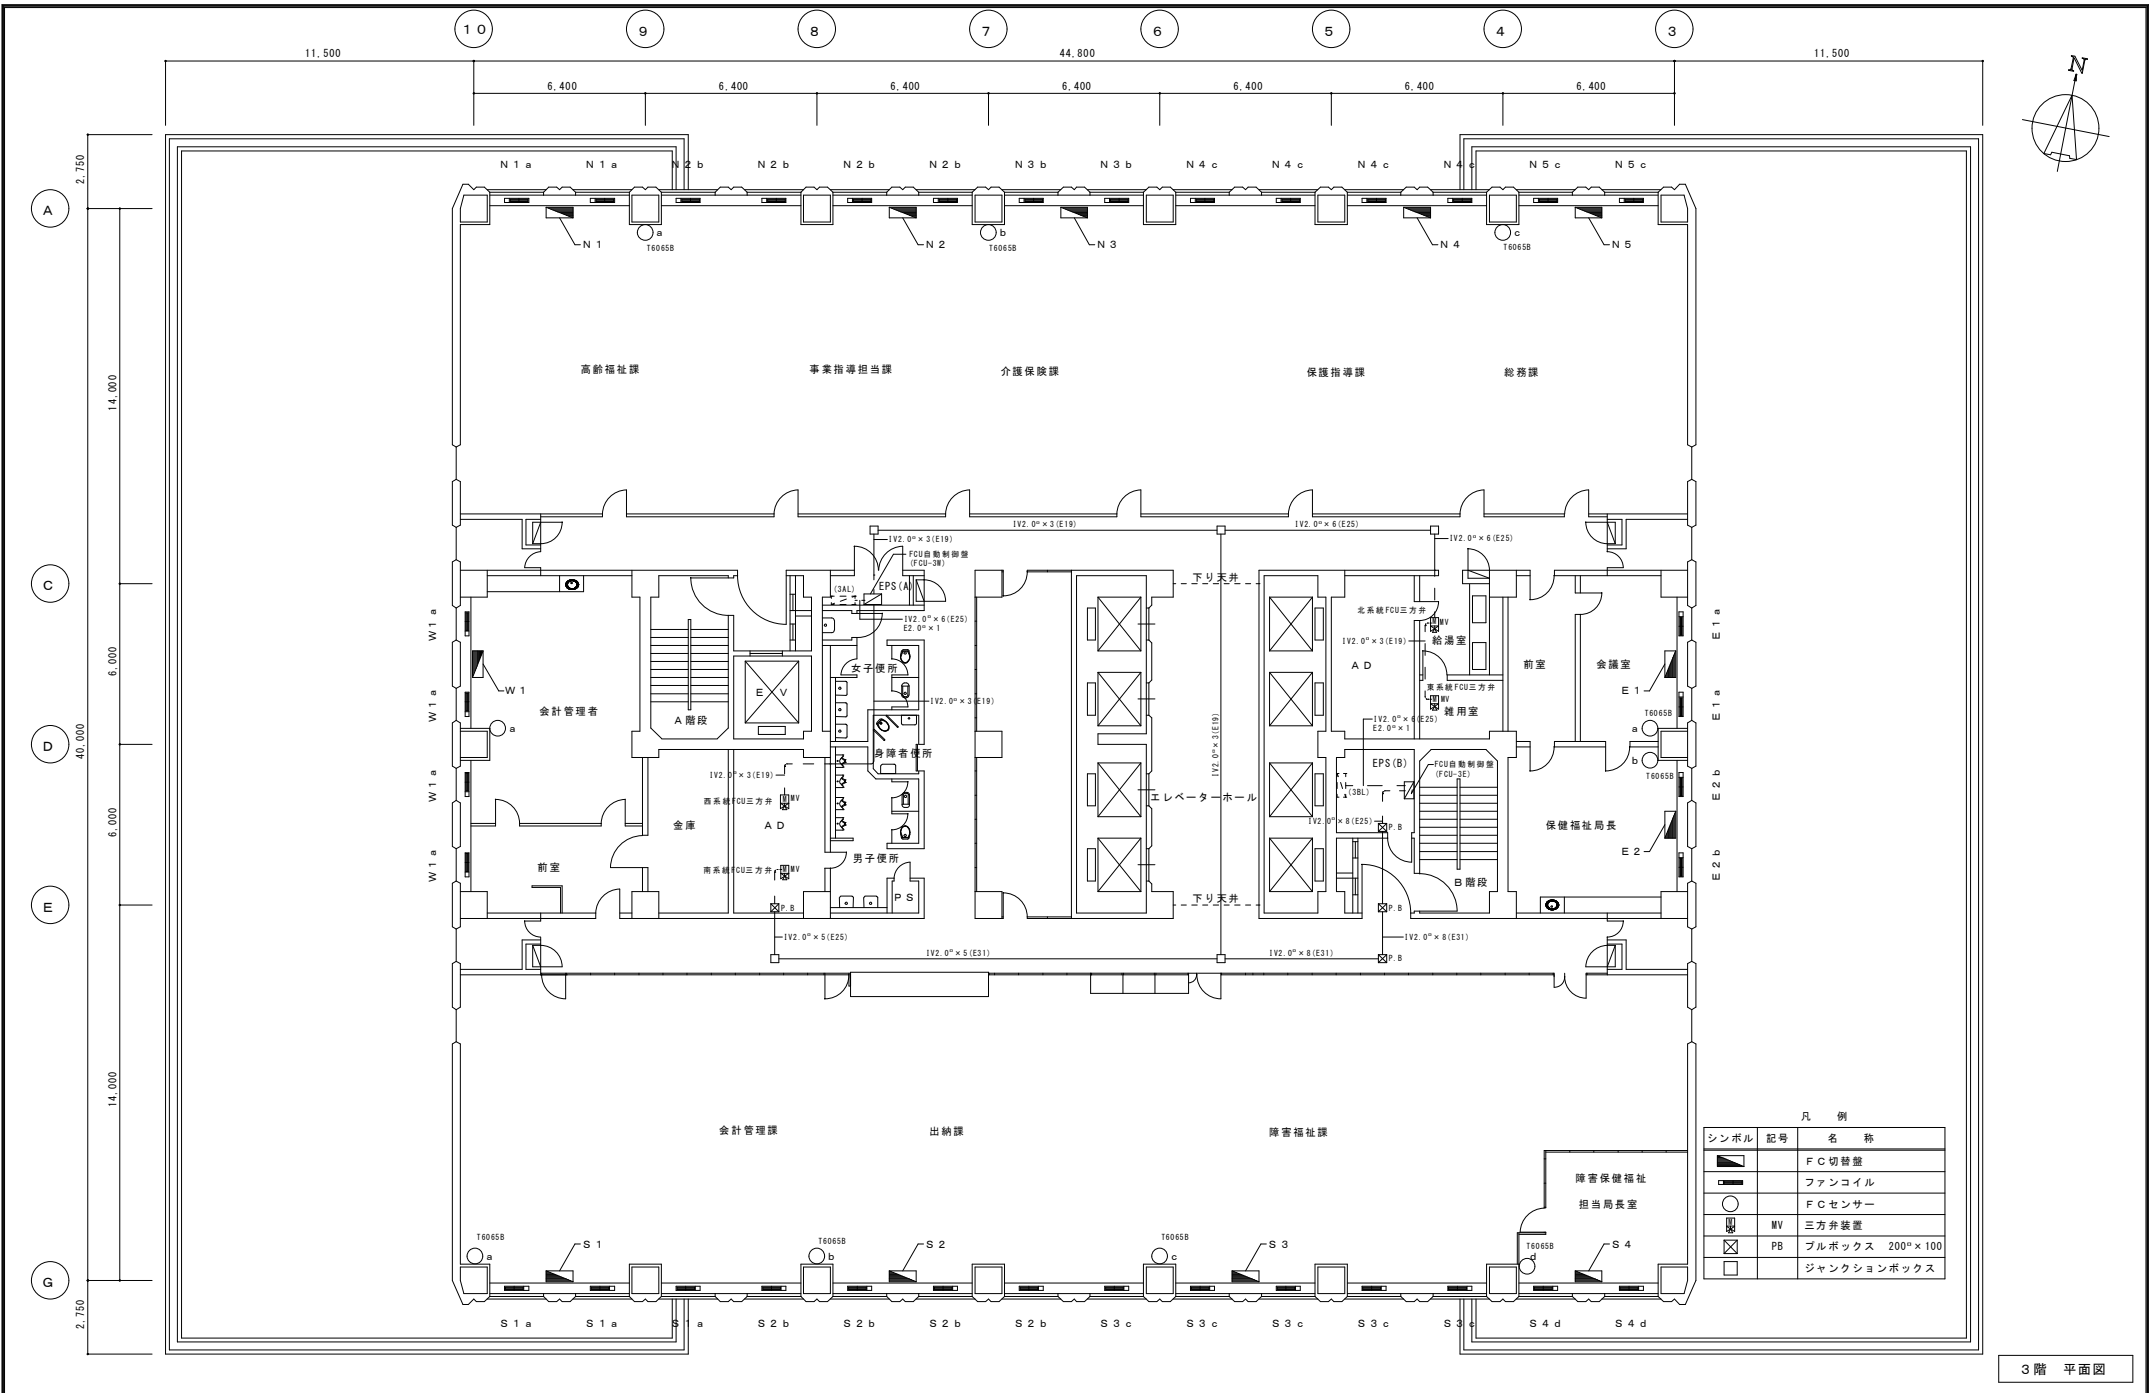 10 9 8 7 6 5 4 3
11,500 44,800 11,500
6,400 6,400 6,400 6,400 6,400 6,400 6,400
N
2,750
N1a N1a N2b N2b N2b N2b N3b N3b N4c N4c N4c N4c N5c N5c
A
N1 a T6065B N2 b T6065B N3 N4 c T6065B N5
14,000
高齢福祉課 事業指導担当課 介護保険課 保護指導課 総務課
IV2.0□×3(E19) IV2.0□×6(E25)
IV2.0□×3(E19) IV2.0□×6(E25)
FCU自動制御盤
(FCU-3W)
C
下り天井
(3AL) EPS(A)
北系統FCU三方弁
IV2.0□×6(E25)
E2.0□×1
MV
W1a E1a
IV2.0□×3(E19) 給湯室
6,000
女子便所 AD 前室 会議室
W1 EV E1
東系統FCU三方弁
MV
IV2.0□×3(E19)
W1a E1a
会計管理者 A階段 雑用室
T6065B
a a
IV2.0□×6(E25)
E2.0□×1
IV2.0□×3(E19)
D
40,000
身障者便所
EPS(B) FCU自動制御盤
(FCU-3E)
b
T6065B
IV2.0□×3(E19)
W1a E2b
(3BL)
西系統FCU三方弁 MV
エレベーターホール
6,000
金庫 AD
IV2.0□×8(E25) P.B
保健福祉局長
E2
男子便所
W1a E2b
前室
南系統FCU三方弁 MV
B階段
PS
下り天井
E
P.B P.B
IV2.0□×5(E25) IV2.0□×8(E31)
IV2.0□×5(E31) IV2.0□×8(E31) P.B
14,000
会計管理課 出納課 障害福祉課
障害保健福祉
担当局長室
凡 例
シンボル 記号 名 称
FC切替盤
ファンコイル
FCセンサー
MV 三方弁装置
PB プルボックス 200□×100
ジャンクションボックス
T6065B a S1 T6065B b S2 T6065B c S3 T6065B d S4
G
2,750
S1a S1a S1a S2b S2b S2b S2b S3c S3c S3c S3c S3c S4d S4d
3階 平面図